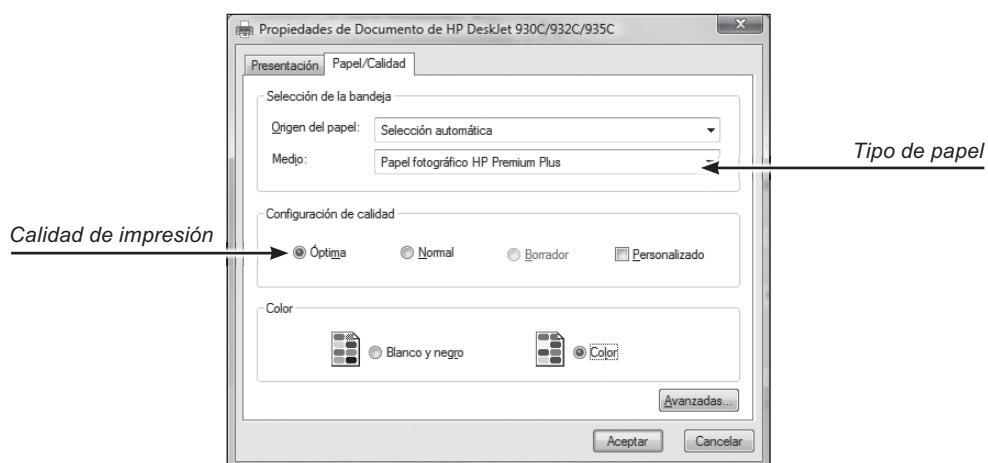 Propiedades de Documento de HP DeskJet 930C/932C/935C
Presentación Papel/Calidad
Selección de la bandeja
Origen del papel: Selección automática
Medio: Papel fotográfico HP Premium Plus
Tipo de papel
Configuración de calidad
Calidad de impresión
Óptima Normal Borrador Personalizado
Color
Blanco y negro Color
Avanzadas...
Aceptar Cancelar